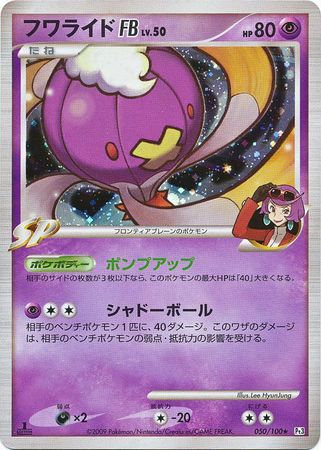 フワライド FB LV.50 HP 80
たね
フロンティアブレーンのポケモン
SP
ポケボディー ポンプアップ
相手のサイドの枚数が3枚以下なら、このポケモンの最大HPは「40」大きくなる。
シャドーボール
相手のベンチポケモン1匹に、40ダメージ。このワザのダメージは、ベンチポケモンの弱点・抵抗力の影響を受ける。
Illus. Lee HyunJung
弱点 ×2 抵抗力 -20 にげる
1 ©2009 Pokémon/Nintendo/Creatures/GAME FREAK. 050/100★ Pt3